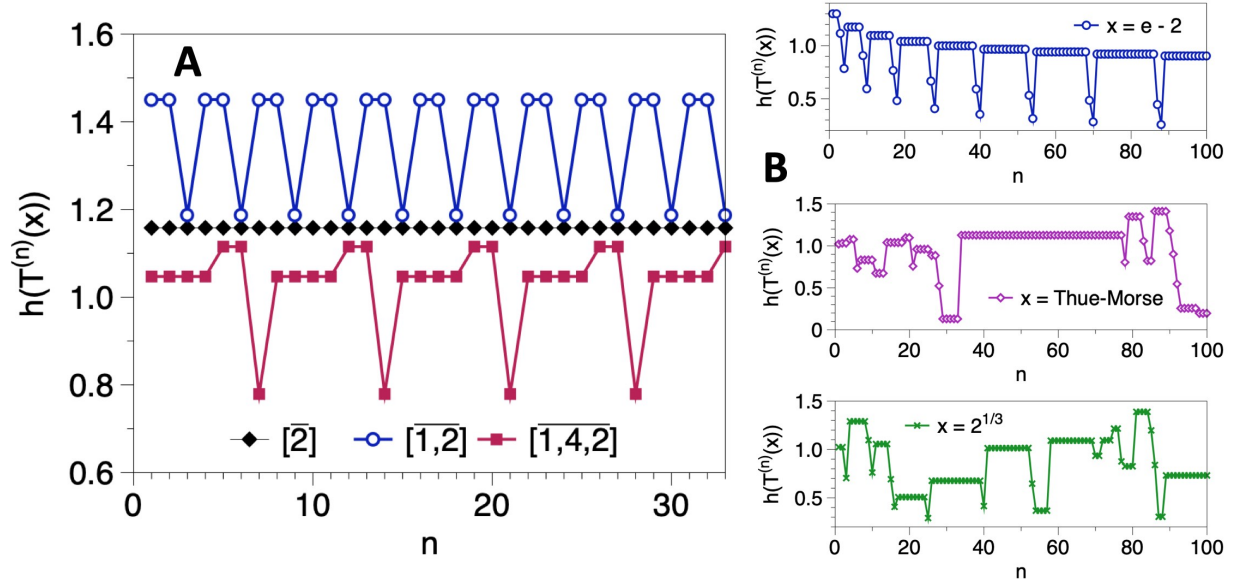 A
h(T⁽ⁿ⁾(x))
1.6
1.4
1.2
1.0
0.8
0.6
[2̅]
[1̅,̅2̅]
[1̅,̅4̅,̅2̅]
0 10 20 30
n
B
h(T⁽ⁿ⁾(x))
1.0
0.5
x = e - 2
0 20 40 60 80 100
n
h(T⁽ⁿ⁾(x))
1.5
1.0
0.5
0
x = Thue-Morse
0 20 40 60 80 100
n
h(T⁽ⁿ⁾(x))
1.5
1.0
0.5
x = 2^{1/3}
0 20 40 60 80 100
n